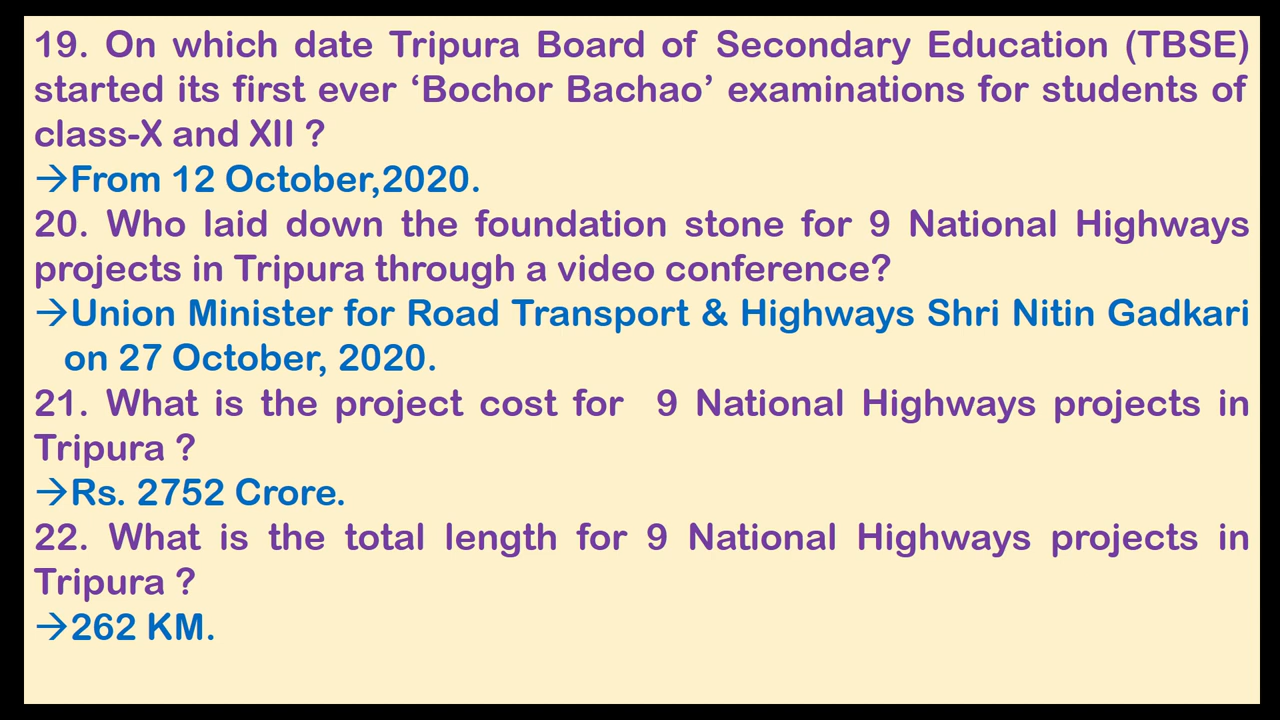 19. On which date Tripura Board of Secondary Education (TBSE)
started its first ever ‘Bochor Bachao’ examinations for students of
class-X and XII ?
→From 12 October,2020.
20. Who laid down the foundation stone for 9 National Highways
projects in Tripura through a video conference?
→Union Minister for Road Transport & Highways Shri Nitin Gadkari
on 27 October, 2020.
21. What is the project cost for 9 National Highways projects in
Tripura ?
→Rs. 2752 Crore.
22. What is the total length for 9 National Highways projects in
Tripura ?
→262 KM.